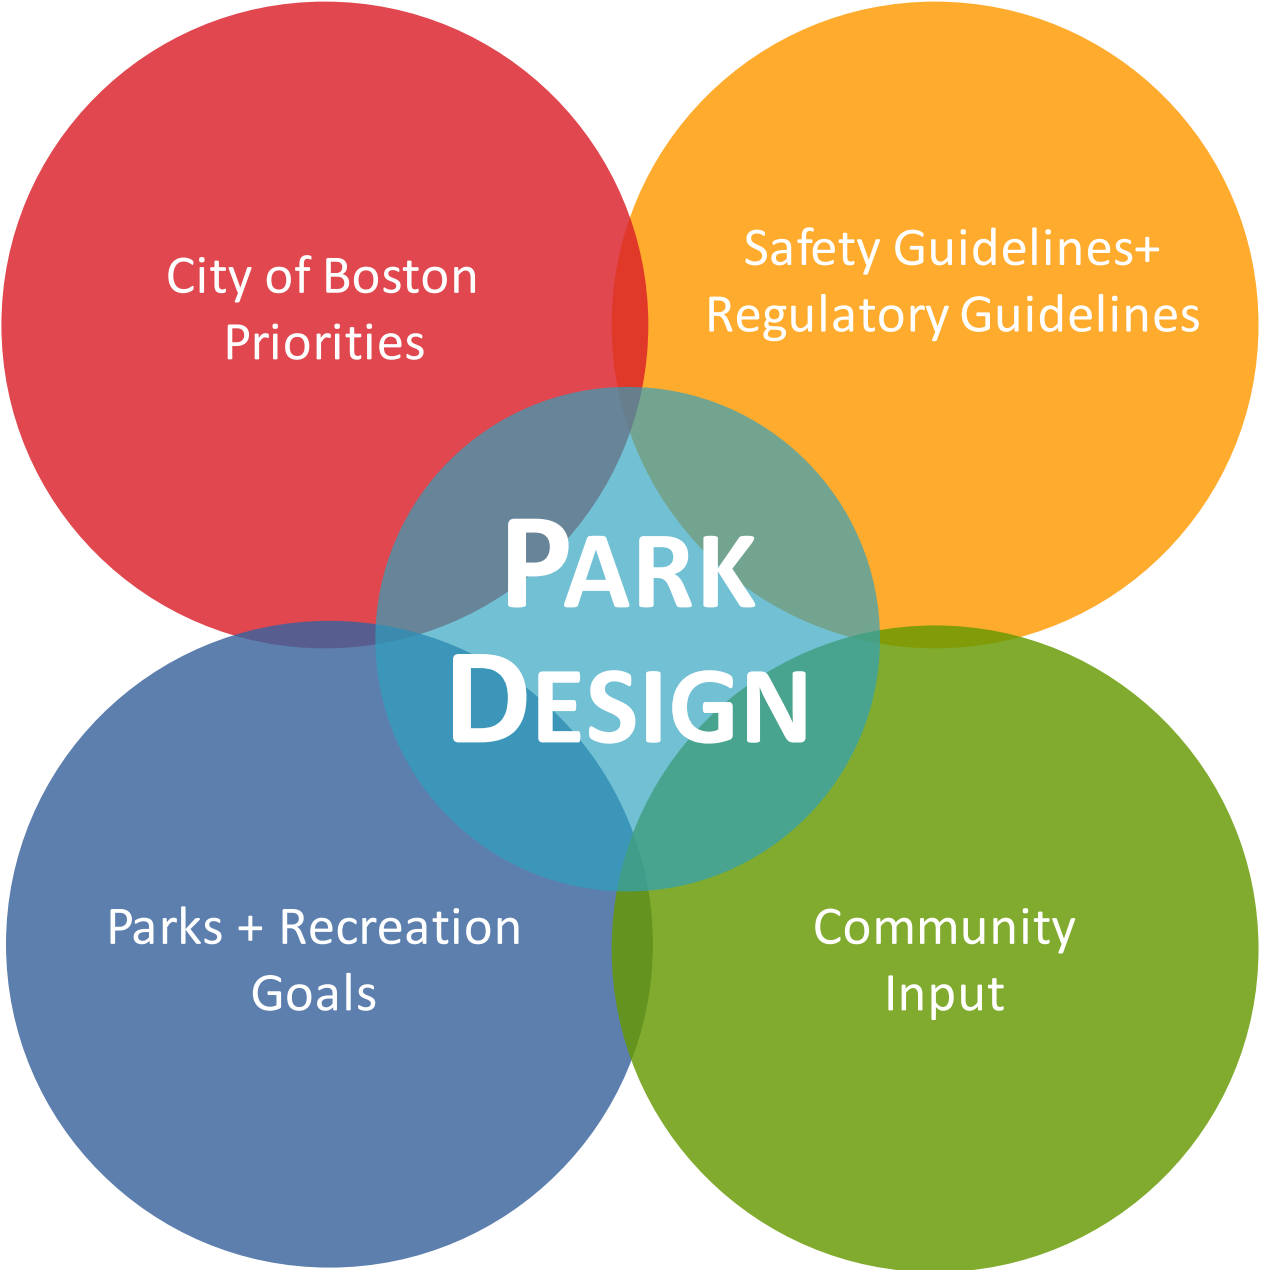 City of Boston
Priorities
Safety Guidelines+
Regulatory Guidelines
PARK
DESIGN
Parks + Recreation
Goals
Community
Input